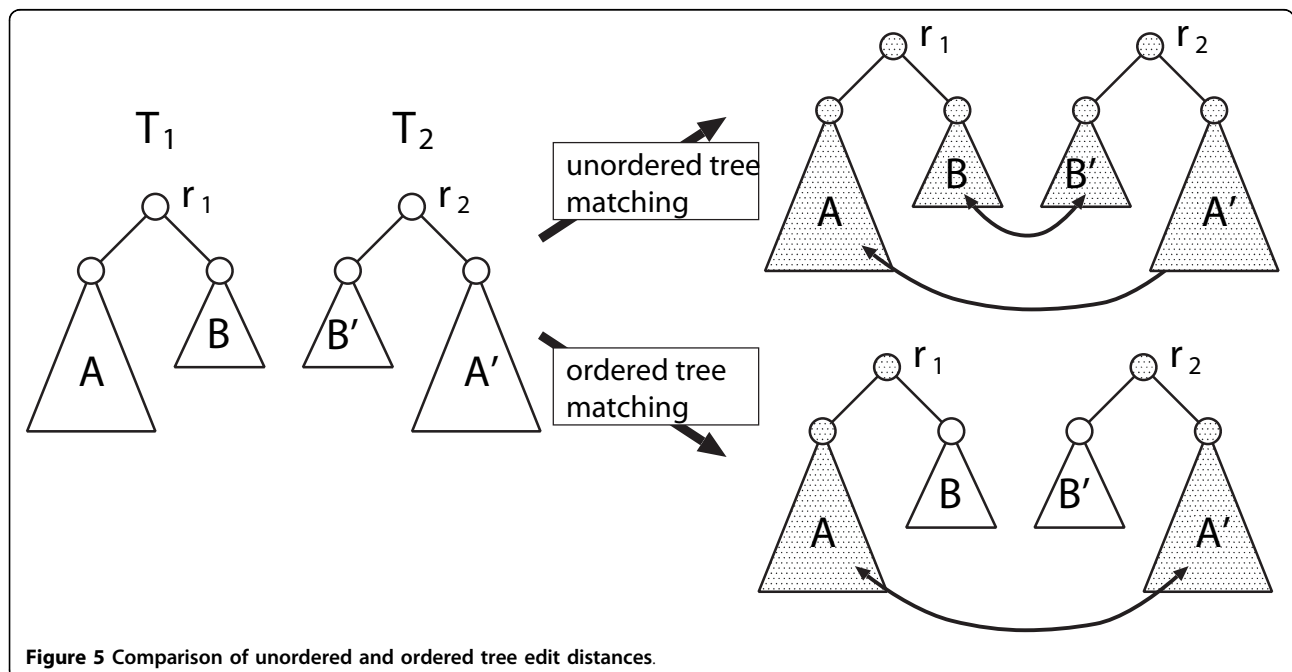 T1
T2
r1
r2
A
B
B'
A'
unordered tree
matching
r1
r2
A
B
B'
A'
ordered tree
matching
r1
r2
A
B
B'
A'
Figure 5 Comparison of unordered and ordered tree edit distances.